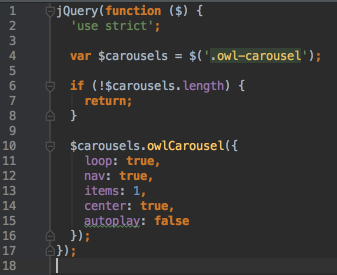 1 jQuery(function ($) {
2     'use strict';
3
4     var $carousels = $('.owl-carousel');
5
6     if (!$carousels.length) {
7         return;
8     }
9
10     $carousels.owlCarousel({
11         loop: true,
12         nav: true,
13         items: 1,
14         center: true,
15         autoplay: false
16     });
17 });
18